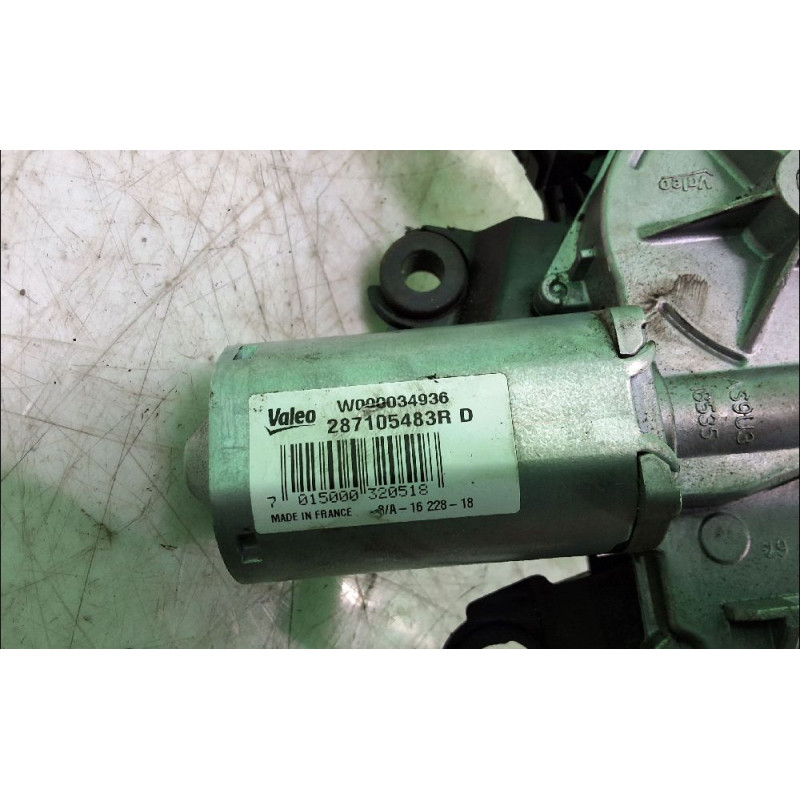 Valeo
W000034936
287105483R D
7 015000 320518
MADE IN FRANCE 8/A-16 228-18
Valeo